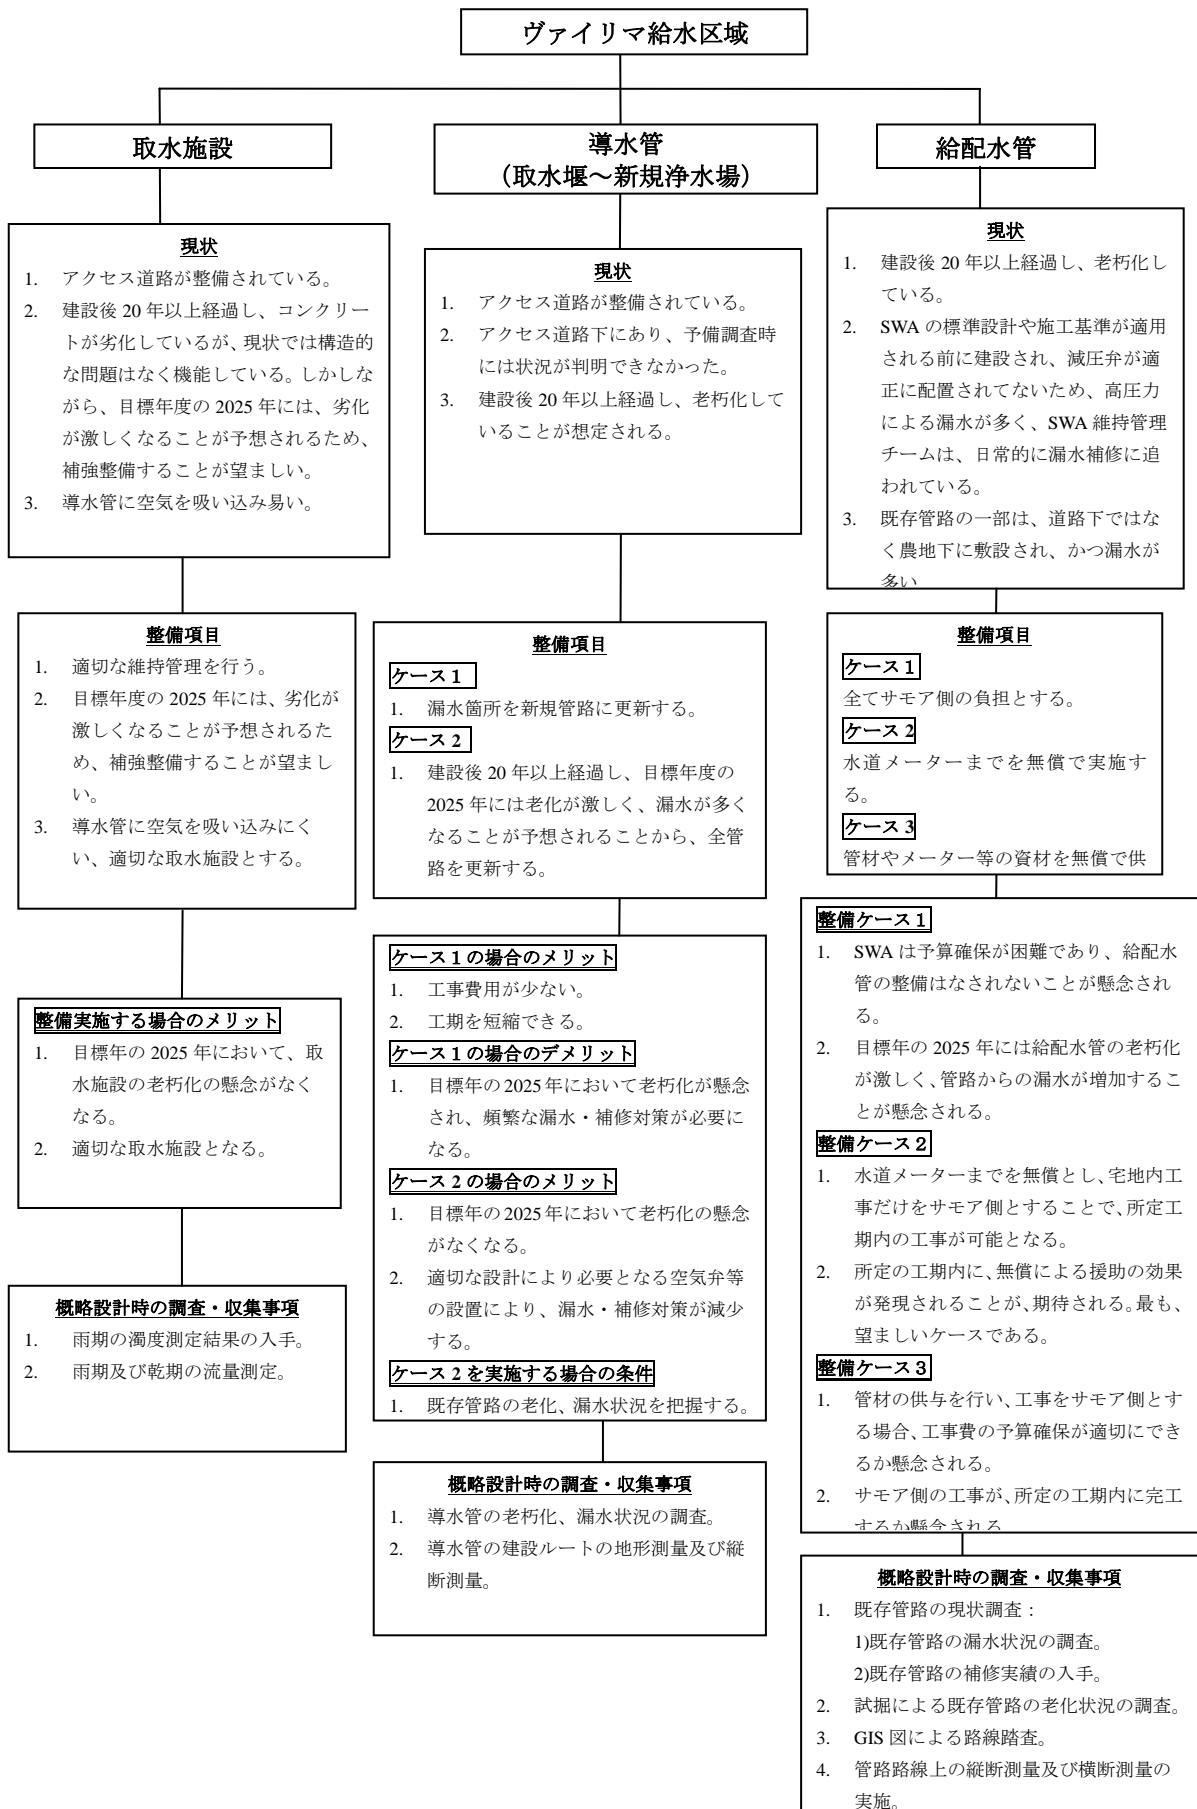 ヴァイリマ給水区域
取水施設
現状
1. アクセス道路が整備されている。
2. 建設後 20 年以上経過し、コンクリー
トが劣化しているが、現状では構造的
な問題はなく機能している。しかしな
がら、目標年度の 2025 年には、劣化
が激しくなることが予想されるため、
補強整備することが望ましい。
3. 導水管に空気を吸い込み易い。
整備項目
1. 適切な維持管理を行う。
2. 目標年度の 2025 年には、劣化が
激しくなることが予想されるた
め、補強整備することが望まし
い。
3. 導水管に空気を吸い込みにく
い、適切な取水施設とする。
整備実施する場合のメリット
1. 目標年の 2025 年において、取
水施設の老朽化の懸念がなく
なる。
2. 適切な取水施設となる。
概略設計時の調査・収集事項
1. 雨期の濁度測定結果の入手。
2. 雨期及び乾期の流量測定。
導水管
（取水堰～新規浄水場）
現状
1. アクセス道路が整備されている。
2. アクセス道路下にあり、予備調査時
には状況が判明できなかった。
3. 建設後 20 年以上経過し、老朽化して
いることが想定される。
整備項目
ケース１
1. 漏水箇所を新規管路に更新する。
ケース 2
1. 建設後 20 年以上経過し、目標年度の
2025 年には老化が激しく、漏水が多く
なることが予想されることから、全管
路を更新する。
ケース１の場合のメリット
1. 工事費用が少ない。
2. 工期を短縮できる。
ケース１の場合のデメリット
1. 目標年の 2025 年において老朽化が懸念
され、頻繁な漏水・補修対策が必要に
なる。
ケース 2 の場合のメリット
1. 目標年の 2025 年において老朽化の懸念
がなくなる。
2. 適切な設計により必要となる空気弁等
の設置により、漏水・補修対策が減少
する。
ケース 2 を実施する場合の条件
1. 既存管路の老化、漏水状況を把握する。
概略設計時の調査・収集事項
1. 導水管の老朽化、漏水状況の調査。
2. 導水管の建設ルートの地形測量及び縦
断測量。
給配水管
現状
1. 建設後 20 年以上経過し、老朽化し
ている。
2. SWA の標準設計や施工基準が適用
される前に建設され、減圧弁が適
正に配置されてないため、高圧力
による漏水が多く、SWA 維持管理
チームは、日常的に漏水補修に追
われている。
3. 既存管路の一部は、道路下ではな
く農地下に敷設され、かつ漏水が
多い
整備項目
ケース１
全てサモア側の負担とする。
ケース 2
水道メーターまでを無償で実施す
る。
ケース 3
管材やメーター等の資材を無償で供
整備ケース１
1. SWA は予算確保が困難であり、給配水
管の整備はなされないことが懸念され
る。
2. 目標年の 2025 年には給配水管の老朽化
が激しく、管路からの漏水が増加するこ
とが懸念される。
整備ケース２
1. 水道メーターまでを無償とし、宅地内工
事だけをサモア側とすることで、所定工
期内の工事が可能となる。
2. 所定の工期内に、無償による援助の効果
が発現されることが、期待される。最も、
望ましいケースである。
整備ケース３
1. 管材の供与を行い、工事をサモア側とす
る場合、工事費の予算確保が適切にでき
るか懸念される。
2. サモア側の工事が、所定の工期内に完工
するか懸念される
概略設計時の調査・収集事項
1. 既存管路の現状調査：
1)既存管路の漏水状況の調査。
2)既存管路の補修実績の入手。
2. 試掘による既存管路の老化状況の調査。
3. GIS 図による路線踏査。
4. 管路路線上の縦断測量及び横断測量の
実施。